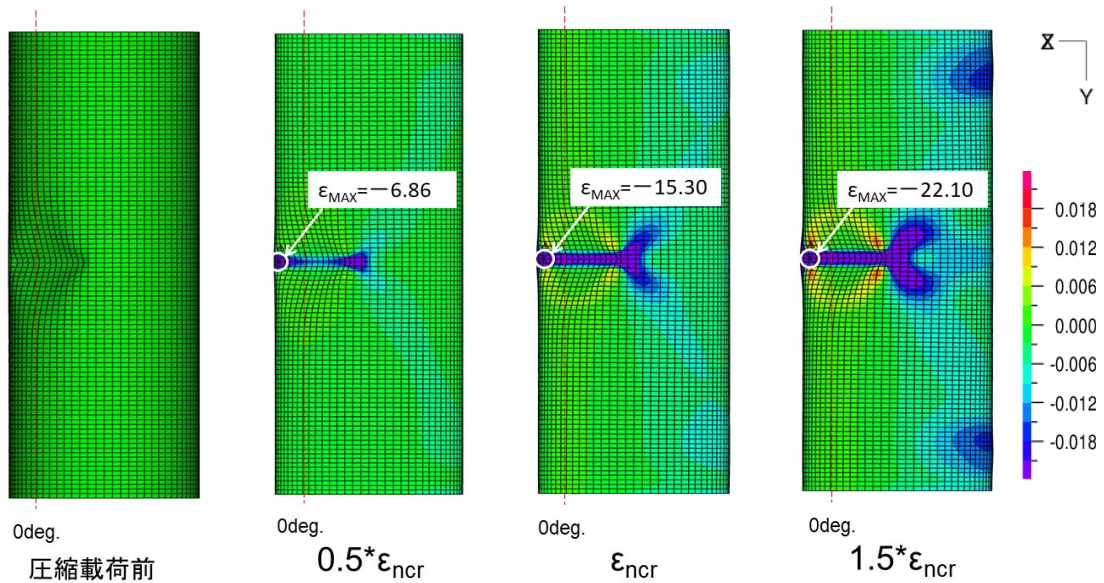 εMAX=－6.86
εMAX=－15.30
εMAX=－22.10
X
Z
Y
0.018
0.012
0.006
0.000
-0.006
-0.012
-0.018
0deg.
0deg.
0deg.
0deg.
圧縮載荷前
0.5*εncr
εncr
1.5*εncr